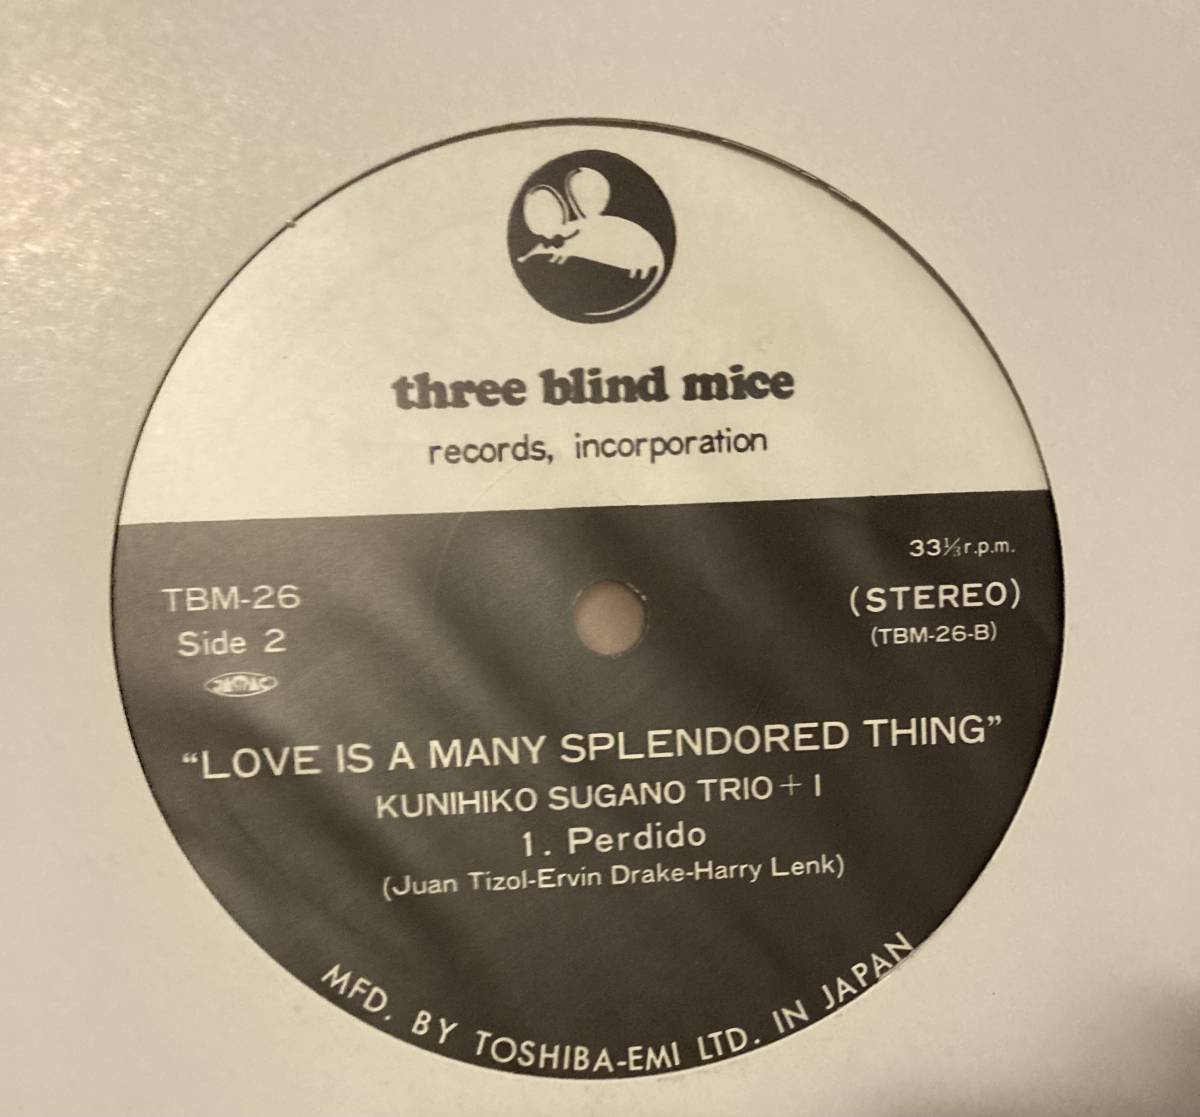 three blind mice
records, incorporation
33⅓ r.p.m.
TBM-26
(STEREO)
Side 2
(TBM-26-B)
"LOVE IS A MANY SPLENDORED THING"
KUNIHIKO SUGANO TRIO + I
1. Perdido
(Juan Tizol-Ervin Drake-Harry Lenk)
MFD. BY TOSHIBA-EMI LTD. IN JAPAN